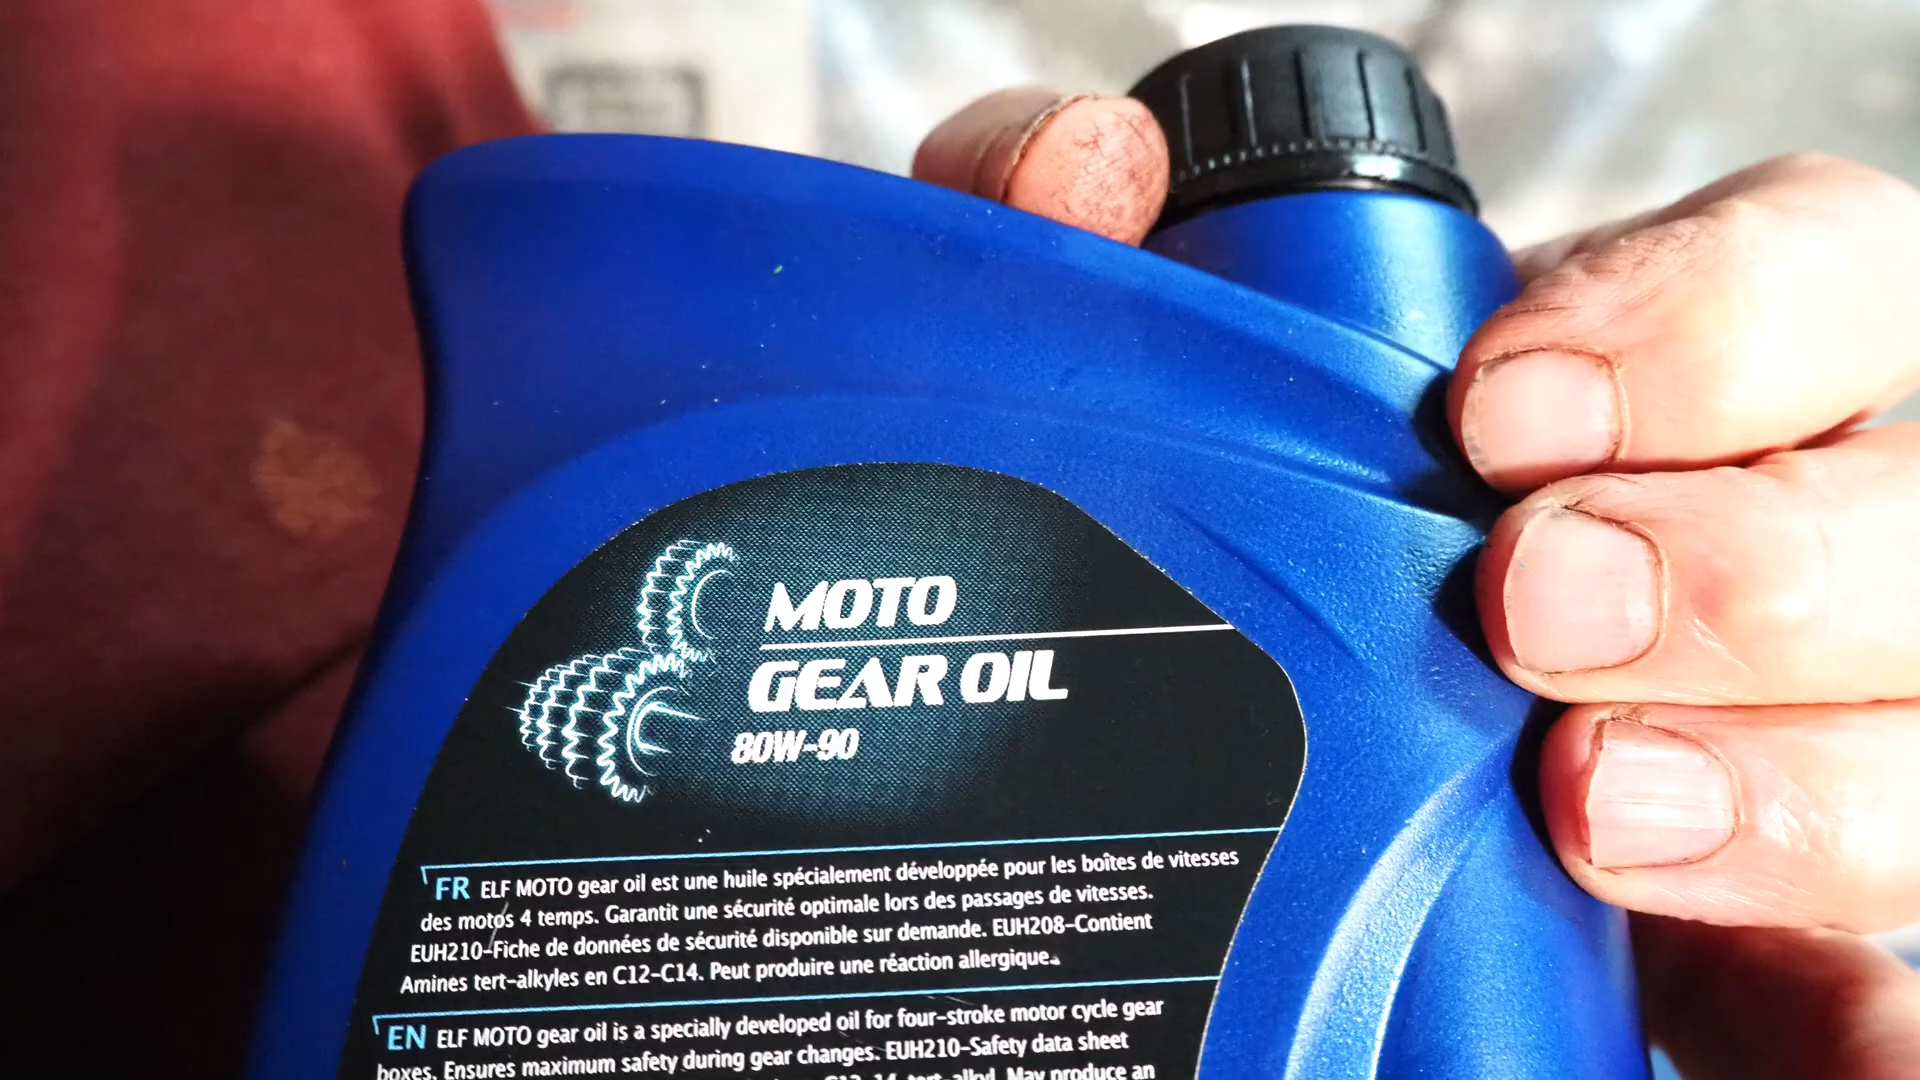 MOTO
GEAR OIL
80W-90
FR ELF MOTO gear oil est une huile spécialement développée pour les boîtes de vitesses
des motos 4 temps. Garantit une sécurité optimale lors des passages de vitesses.
EUH210-Fiche de données de sécurité disponible sur demande. EUH208-Contient
Amines tert-alkyles en C12-C14. Peut produire une réaction allergique.
EN ELF MOTO gear oil is a specially developed oil for four-stroke motor cycle gear
boxes. Ensures maximum safety during gear changes. EUH210-Safety data sheet
tert-alkyl. May produce an